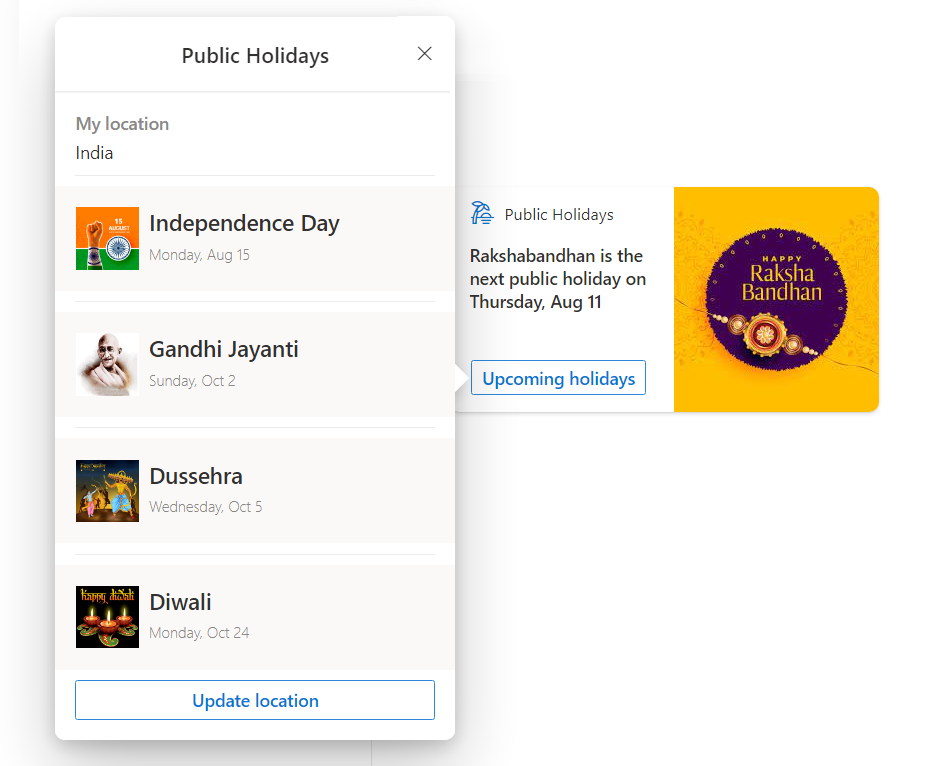 Public Holidays
My location
India
15
AUGUST
Independence Day
Monday, Aug 15
Gandhi Jayanti
Sunday, Oct 2
Dussehra
Wednesday, Oct 5
Happy diwali
Diwali
Monday, Oct 24
Update location
Public Holidays
Rakshabandhan is the
next public holiday on
Thursday, Aug 11
Upcoming holidays
HAPPY
Raksha
Bandhan